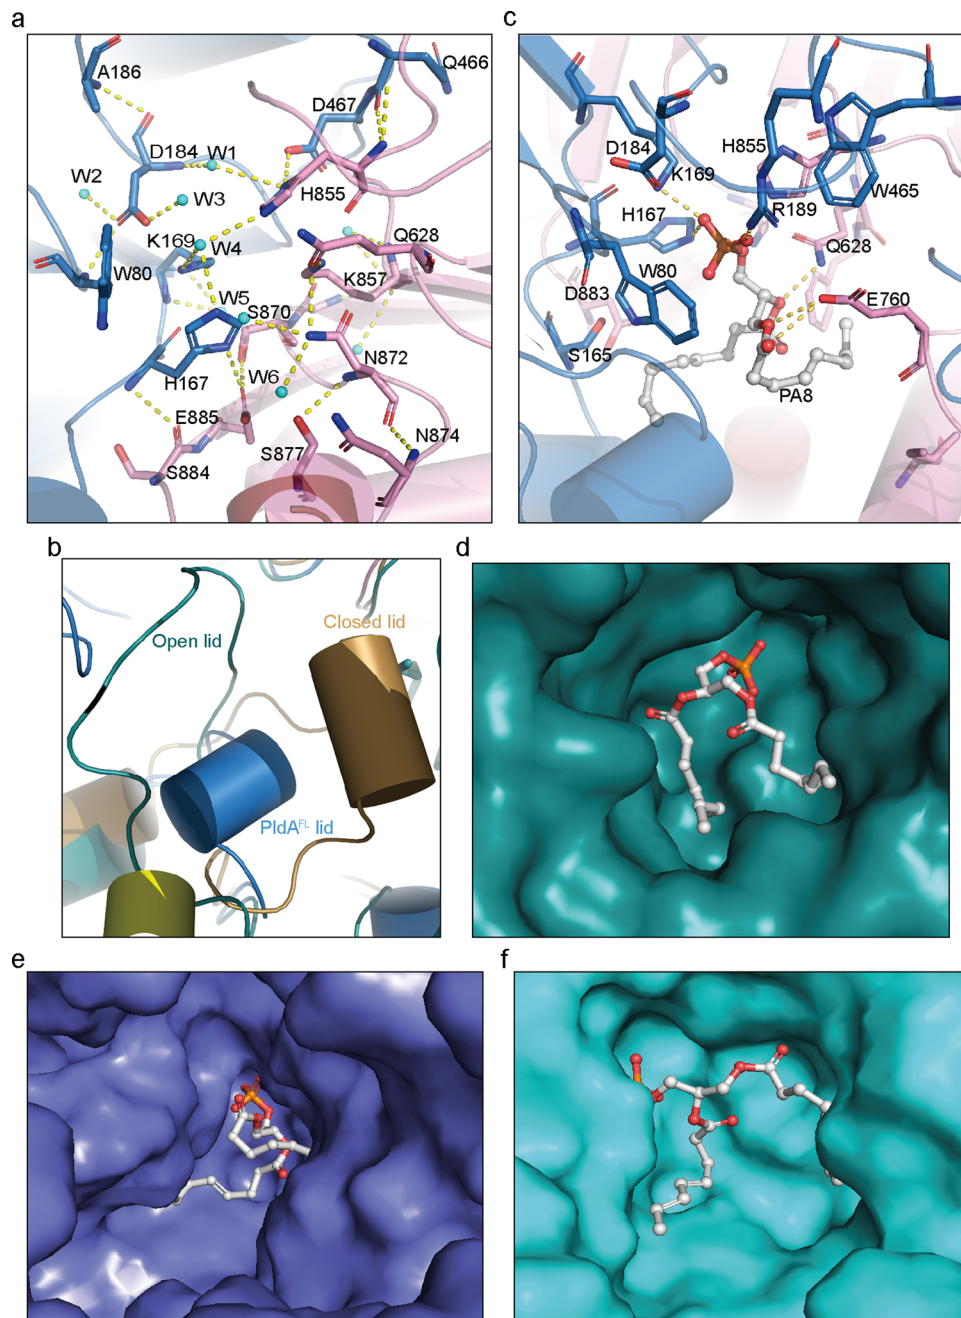 a
A186
Q466
D467
D184
W1
W2
W3
H855
K169
W4
Q628
W80
K857
W5
S870
H167
W6
N872
E885
S884
S877
N874
c
D184
K169
H855
W465
H167
R189
Q628
W80
D883
E760
S165
PA8
b
Open lid
Closed lid
PldAFL lid
d
e
f